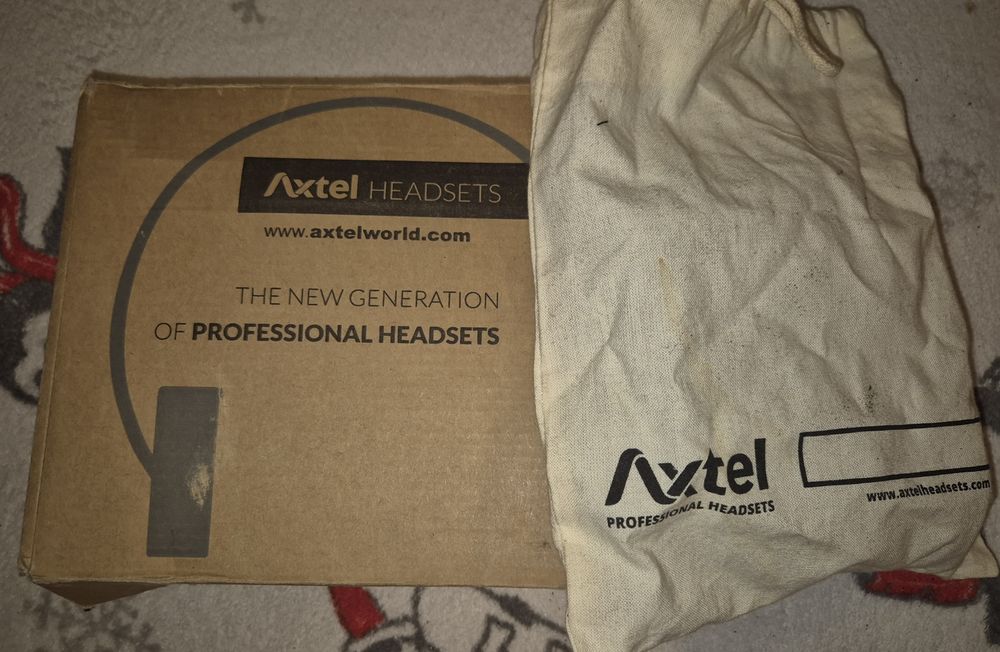 Axtel HEADSETS
www.axtelworld.com
THE NEW GENERATION
OF PROFESSIONAL HEADSETS
Axtel
PROFESSIONAL HEADSETS
www.axtelheadsets.com